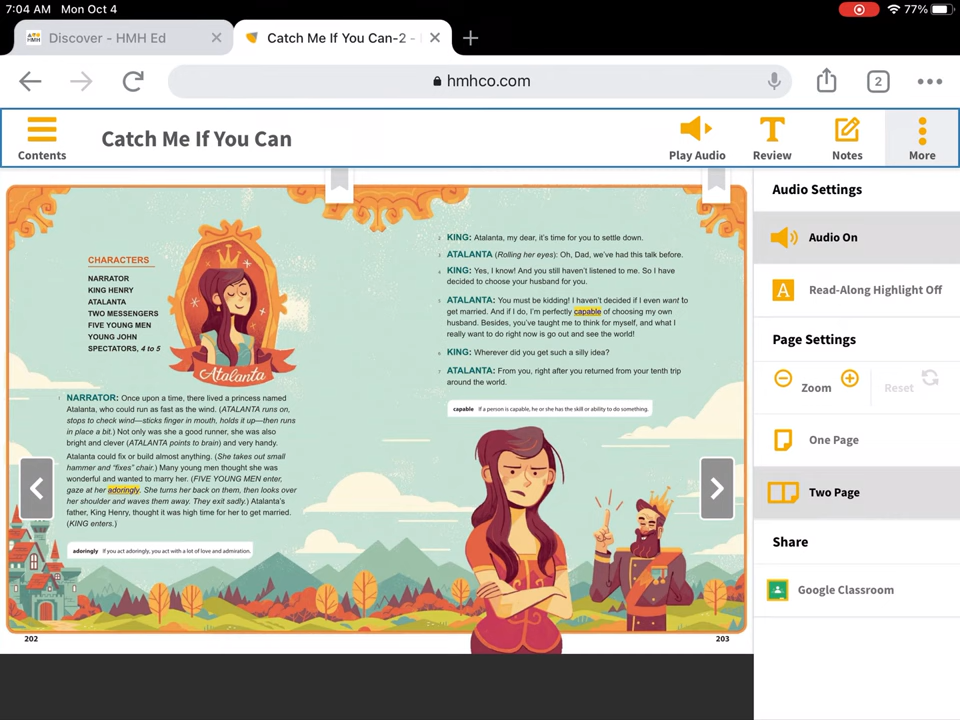 7:04 AM Mon Oct 4
77%
HMH
Discover - HMH Ed
Catch Me If You Can-2 -
hmhco.com
2
Contents
Catch Me If You Can
Play Audio
Review
Notes
More
CHARACTERS
NARRATOR
KING HENRY
ATALANTA
TWO MESSENGERS
FIVE YOUNG MEN
YOUNG JOHN
SPECTATORS, 4 to 5
Atalanta
1 NARRATOR: Once upon a time, there lived a princess named
Atalanta, who could run as fast as the wind. (ATALANTA runs on,
stops to check wind—sticks finger in mouth, holds it up—then runs
in place a bit.) Not only was she a good runner, she was also
bright and clever (ATALANTA points to brain) and very handy.
Atalanta could fix or build almost anything. (She takes out small
hammer and “fixes” chair.) Many young men thought she was
wonderful and wanted to marry her. (FIVE YOUNG MEN enter,
gaze at her adoringly. She turns her back on them, then looks over
her shoulder and waves them away. They exit sadly.) Atalanta's
father, King Henry, thought it was high time for her to get married.
(KING enters.)
adoringly If you act adoringly, you act with a lot of love and admiration.
202
2 KING: Atalanta, my dear, it's time for you to settle down.
3 ATALANTA (Rolling her eyes): Oh, Dad, we've had this talk before.
4 KING: Yes, I know! And you still haven't listened to me. So I have
decided to choose your husband for you.
5 ATALANTA: You must be kidding! I haven't decided if I even want to
get married. And if I do, I'm perfectly capable of choosing my own
husband. Besides, you've taught me to think for myself, and what I
really want to do right now is go out and see the world!
6 KING: Wherever did you get such a silly idea?
7 ATALANTA: From you, right after you returned from your tenth trip
around the world.
capable If a person is capable, he or she has the skill or ability to do something.
203
Audio Settings
Audio On
A Read-Along Highlight Off
Page Settings
Zoom
Reset
One Page
Two Page
Share
Google Classroom